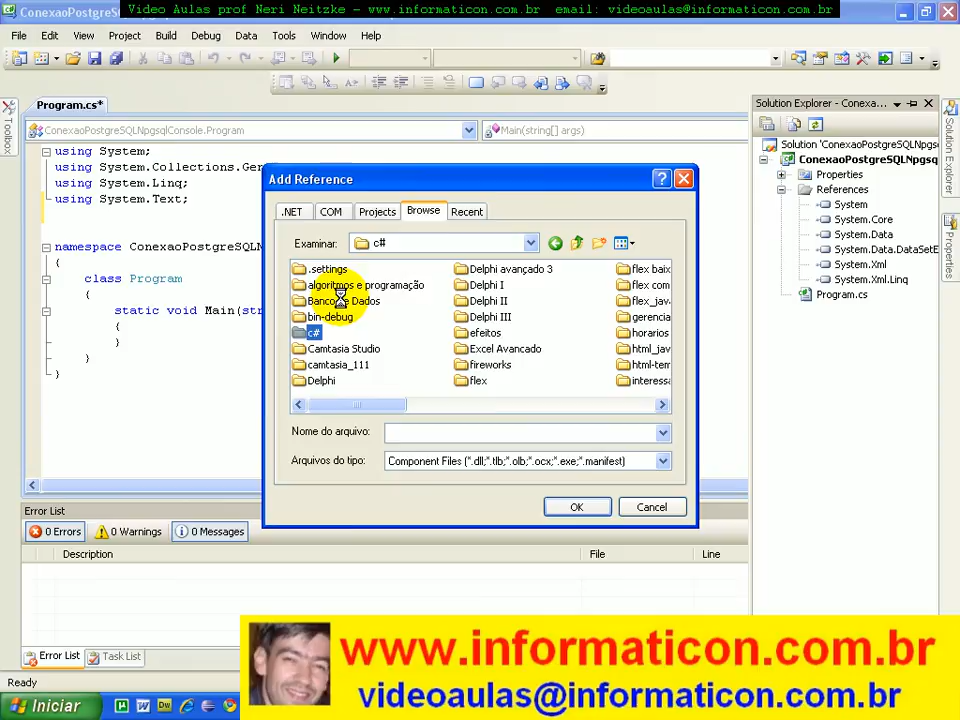 ConexaoPostgreSQ
Video Aulas prof Neri Neitzke - www.informaticon.com.br email: videoaulas@informaticon.com.br
File Edit View Project Build Debug Data Tools Window Help
Toolbox
Program.cs*
ConexaoPostgreSQLNpgsqlConsole.Program
Main(string[] args)
using System;
using System.Collections.Ger
using System.Linq;
using System.Text;
namespace ConexaoPostgreSQLN
{
class Program
{
static void Main(str
{
}
}
}
Add Reference
.NET COM Projects Browse Recent
Examinar: c#
.settings
algoritmos e programação
Banco de Dados
bin-debug
c#
Camtasia Studio
camtasia_111
Delphi
Delphi avançado 3
Delphi I
Delphi II
Delphi III
efeitos
Excel Avancado
fireworks
flex
flex baix
flex com
flex_java
gerencia
horarios
html_jav
html-tem
interessa
Nome do arquivo:
Arquivos do tipo: Component Files (*.dll;*.tlb;*.olb;*.ocx;*.exe;*.manifest)
OK Cancel
Solution Explorer - Conexa...
Solution 'ConexaoPostgreSQLNpgs
ConexaoPostgreSQLNpgsq
Properties
References
System
System.Core
System.Data
System.Data.DataSetE
System.Xml
System.Xml.Linq
Program.cs
Solution Explorer
Properties
Error List
0 Errors 0 Warnings 0 Messages
Description File Line
Error List Task List
Ready
Iniciar
www.informaticon.com.br
videoaulas@informaticon.com.br